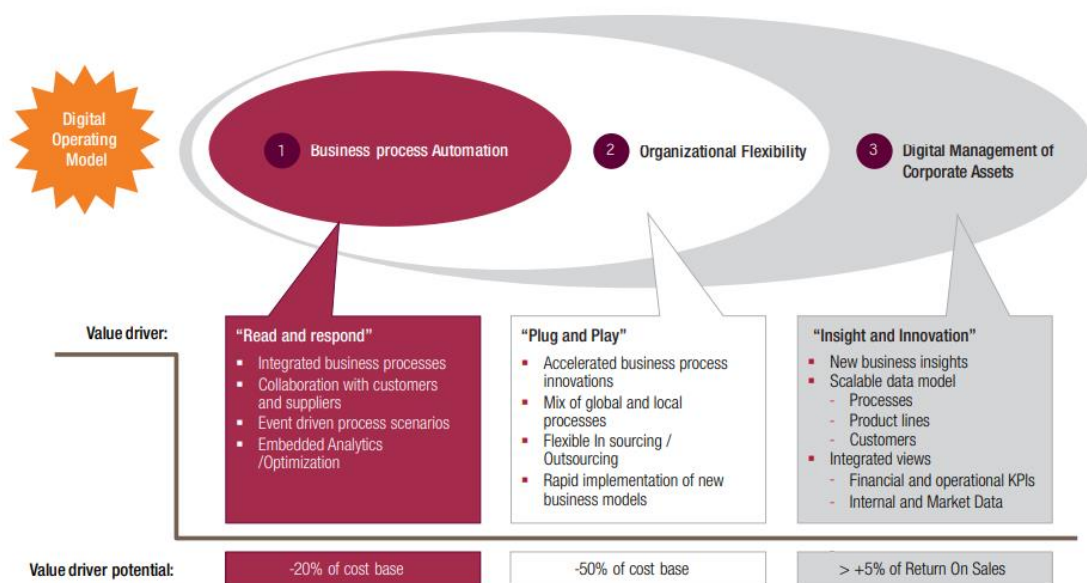 Digital
Operating
Model
1 Business process Automation
2 Organizational Flexibility
3 Digital Management of
Corporate Assets
Value driver:
"Read and respond"
▪ Integrated business processes
▪ Collaboration with customers
and suppliers
▪ Event driven process scenarios
▪ Embedded Analytics
/Optimization
"Plug and Play"
▪ Accelerated business process
innovations
▪ Mix of global and local
processes
▪ Flexible In sourcing /
Outsourcing
▪ Rapid implementation of new
business models
"Insight and Innovation"
▪ New business insights
▪ Scalable data model
- Processes
- Product lines
- Customers
▪ Integrated views
- Financial and operational KPIs
- Internal and Market Data
Value driver potential:
-20% of cost base
-50% of cost base
> +5% of Return On Sales